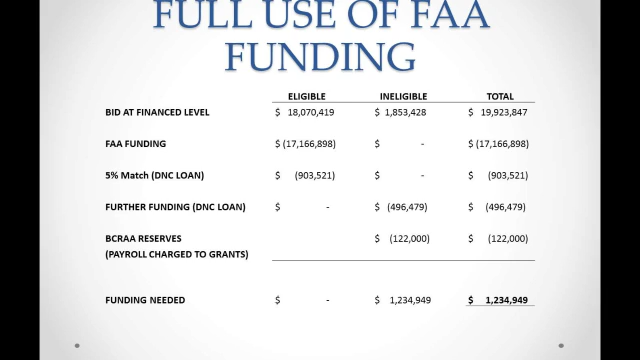 FULL USE OF FAA
FUNDING
ELIGIBLE INELIGIBLE TOTAL
BID AT FINANCED LEVEL $ 18,070,419 $ 1,853,428 $ 19,923,847
FAA FUNDING $ (17,166,898) $ - $ (17,166,898)
5% Match (DNC LOAN) $ (903,521) $ - $ (903,521)
FURTHER FUNDING (DNC LOAN) $ - $ (496,479) $ (496,479)
BCRAA RESERVES $ (122,000) $ (122,000)
(PAYROLL CHARGED TO GRANTS)
FUNDING NEEDED $ - $ 1,234,949 $ 1,234,949